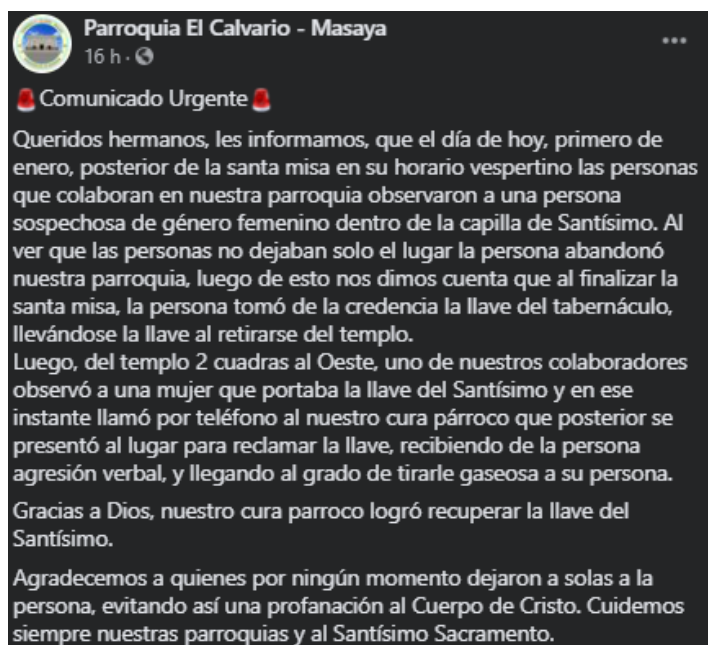 Parroquia El Calvario - Masaya
16 h ·
Comunicado Urgente
Queridos hermanos, les informamos, que el día de hoy, primero de
enero, posterior de la santa misa en su horario vespertino las personas
que colaboran en nuestra parroquia observaron a una persona
sospechosa de género femenino dentro de la capilla de Santísimo. Al
ver que las personas no dejaban solo el lugar la persona abandonó
nuestra parroquia, luego de esto nos dimos cuenta que al finalizar la
santa misa, la persona tomó de la credencia la llave del tabernáculo,
llevándose la llave al retirarse del templo.
Luego, del templo 2 cuadras al Oeste, uno de nuestros colaboradores
observó a una mujer que portaba la llave del Santísimo y en ese
instante llamó por teléfono al nuestro cura párroco que posterior se
presentó al lugar para reclamar la llave, recibiendo de la persona
agresión verbal, y llegando al grado de tirarle gaseosa a su persona.
Gracias a Dios, nuestro cura parroco logró recuperar la llave del
Santísimo.
Agradecemos a quienes por ningún momento dejaron a solas a la
persona, evitando así una profanación al Cuerpo de Cristo. Cuidemos
siempre nuestras parroquias y al Santísimo Sacramento.